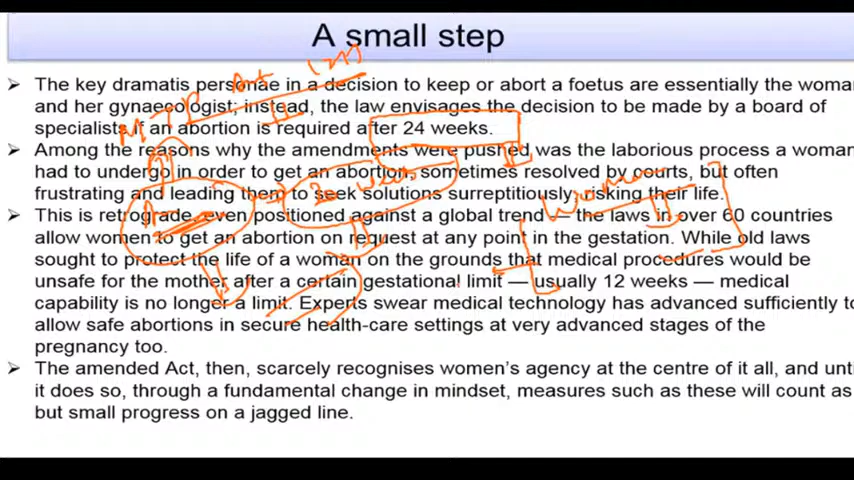 A small step
➢ The key dramatis personae in a decision to keep or abort a foetus are essentially the woma
and her gynaecologist; instead, the law envisages the decision to be made by a board of
specialists if an abortion is required after 24 weeks.
➢ Among the reasons why the amendments were pushed, was the laborious process a woma
had to undergo in order to get an abortion, sometimes resolved by courts, but often
frustrating and leading them to seek solutions surreptitiously, risking their life.
➢ This is retrograde, positioned against a global trend — the laws in over 60 countries
allow women to get an abortion on request at any point in the gestation. While old laws
sought to protect the life of a woman on the grounds that medical procedures would be
unsafe for the mother after a certain gestational limit — usually 12 weeks — medical
capability is no longer a limit. Experts swear medical technology has advanced sufficiently to
allow safe abortions in secure health-care settings at very advanced stages of the
pregnancy too.
➢ The amended Act, then, scarcely recognises women's agency at the centre of it all, and unti
it does so, through a fundamental change in mindset, measures such as these will count as
but small progress on a jagged line.
MTP Act
20 weeks
Women